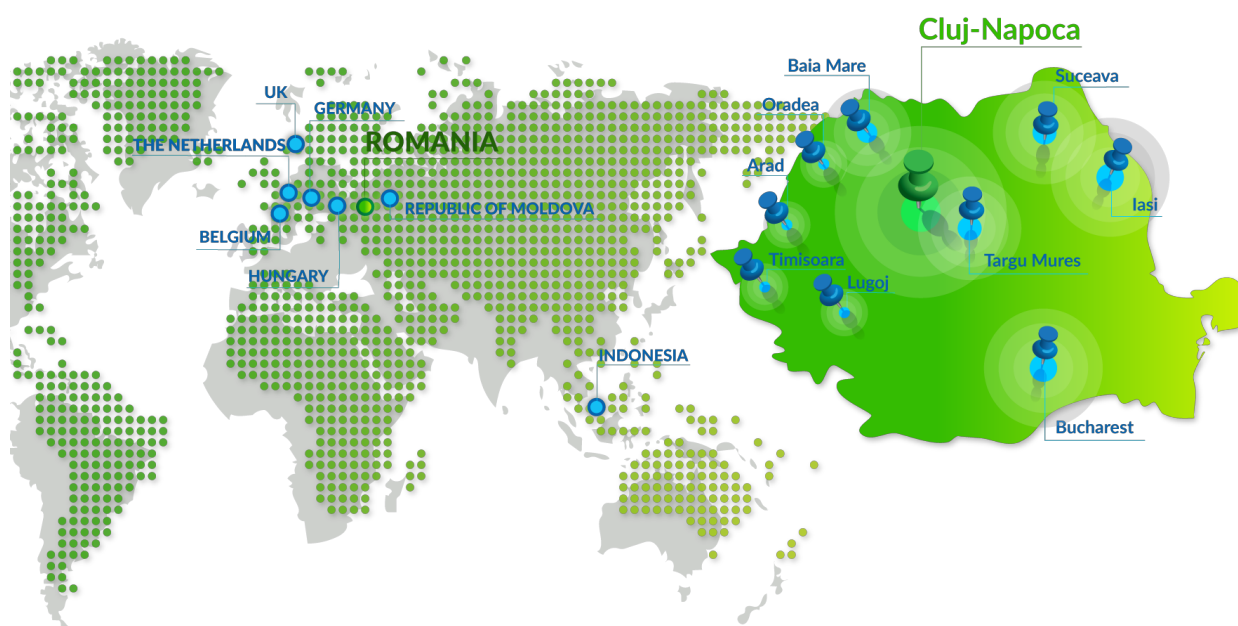 UK
GERMANY
THE NETHERLANDS
ROMANIA
REPUBLIC OF MOLDOVA
BELGIUM
HUNGARY
INDONESIA
Cluj-Napoca
Baia Mare
Suceava
Oradea
Arad
Iasi
Timisoara
Targu Mures
Lugoj
Bucharest